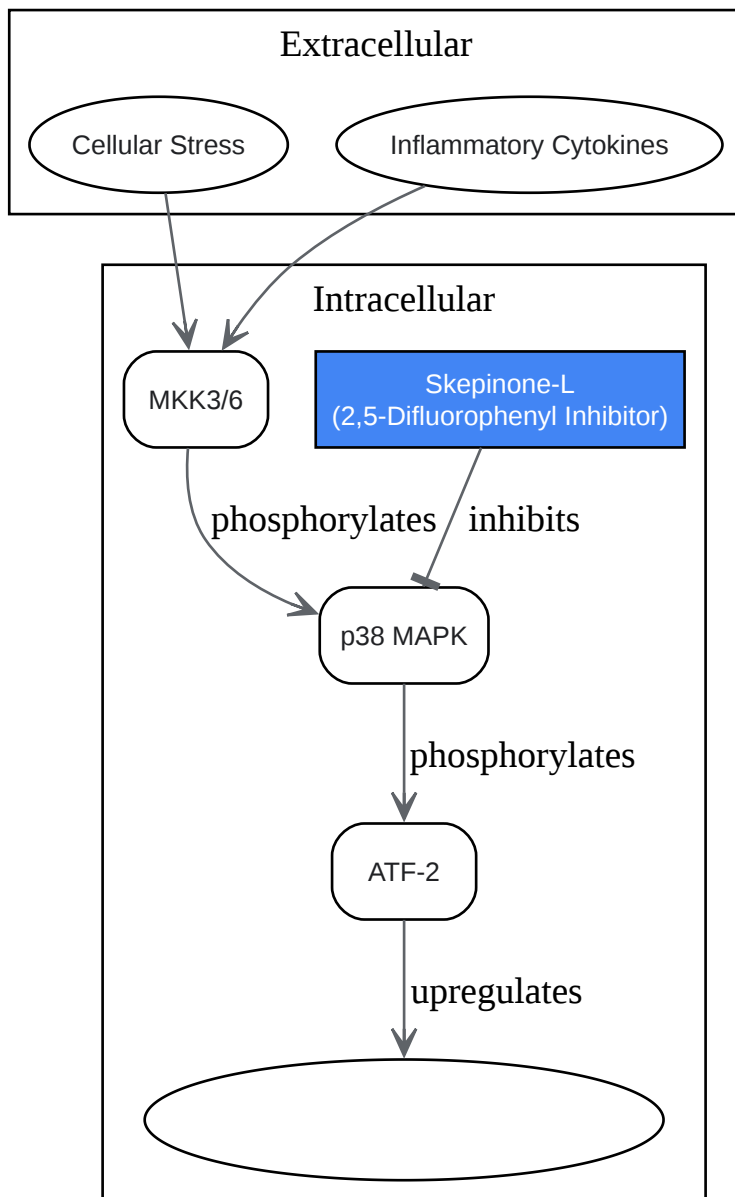 Extracellular
Cellular Stress
Inflammatory Cytokines
Intracellular
MKK3/6
Skepinone-L
(2,5-Difluorophenyl Inhibitor)
phosphorylates
inhibits
p38 MAPK
phosphorylates
ATF-2
upregulates